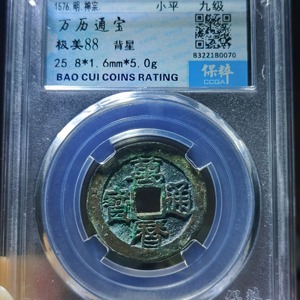 1576.明.神宗 小平 九级
万历通宝
极美88 背星
25.8*1.6mm*5.0g
BAO CUI COINS RATING
B322180070
保粹
CCGA
萬曆通寶